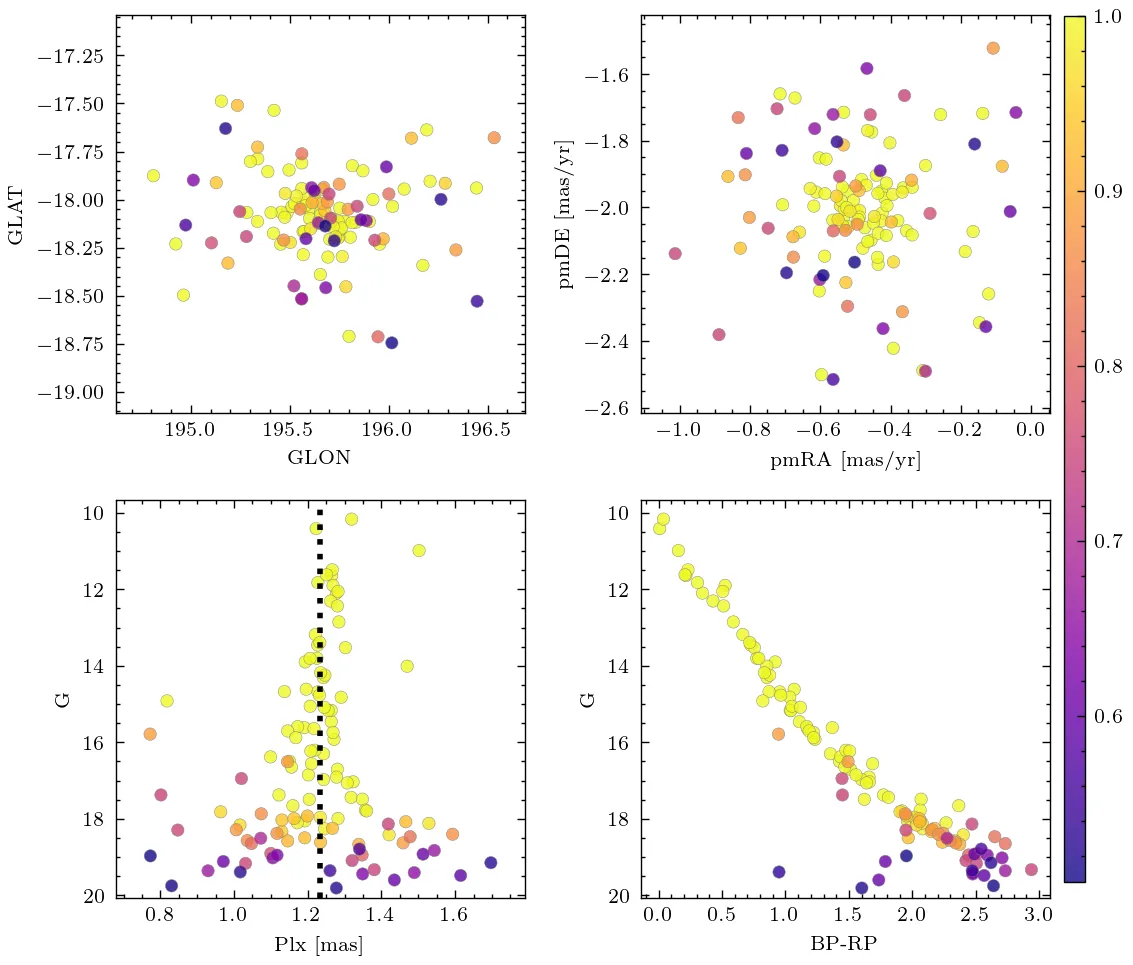 −17.25
−17.50
−17.75
−18.00
−18.25
−18.50
−18.75
−19.00
GLAT
195.0 195.5 196.0 196.5
GLON
−1.6
−1.8
−2.0
−2.2
−2.4
−2.6
pmDE [mas/yr]
−1.0 −0.8 −0.6 −0.4 −0.2 0.0
pmRA [mas/yr]
10
12
14
16
18
20
G
0.8 1.0 1.2 1.4 1.6
Plx [mas]
10
12
14
16
18
20
G
0.0 0.5 1.0 1.5 2.0 2.5 3.0
BP-RP
1.0
0.9
0.8
0.7
0.6